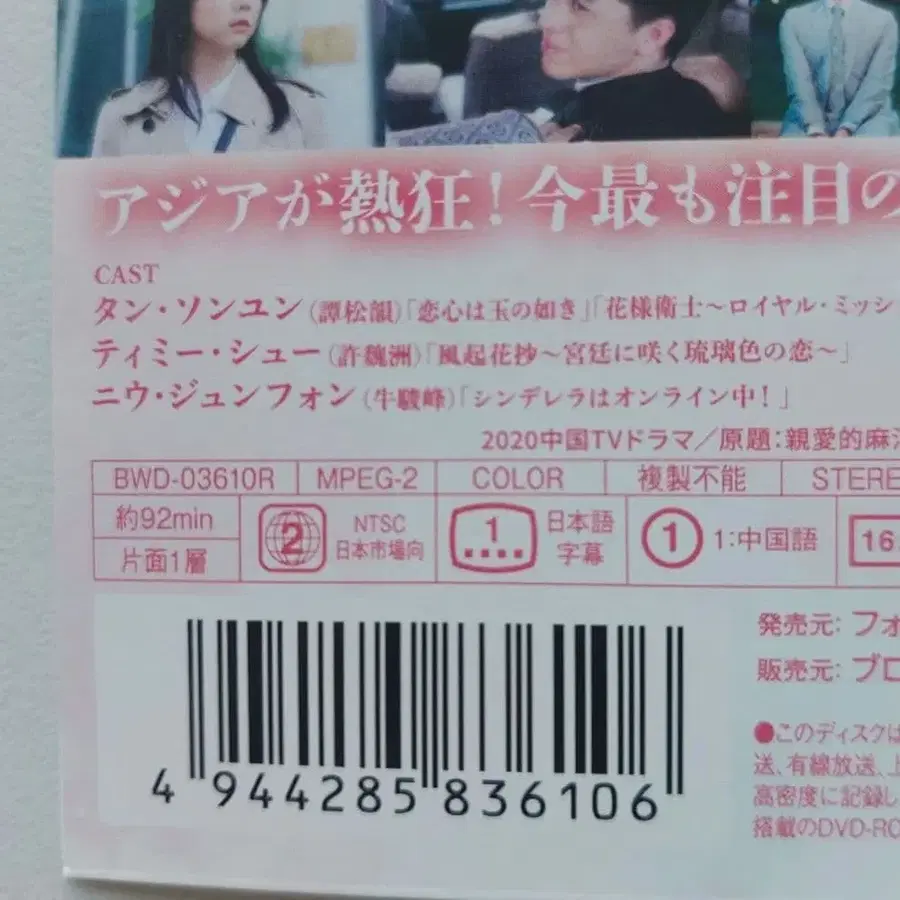 アジアが熱狂!今最も注目の
CAST
タン・ソンユン(譚松韻)「恋心は玉の如き」「花様衛士~ロイヤル・ミッシ
ティミー・シュー(許魏洲)「風起花抄~宮廷に咲く琉璃色の恋~」
ニウ・ジュンフォン(牛駿峰)「シンデレラはオンライン中!」
2020中国TVドラマ/原題:親愛的麻
BWD-03610R MPEG-2 COLOR 複製不能 STERE
約92min
片面1層
2 NTSC
日本市場向
1 日本語
字幕
1 1:中国語
16
発売元: フォ
販売元: ブロ
●このディスクは
送、有線放送、上
高密度に記録し
搭載のDVD-RO
4 944285 836106